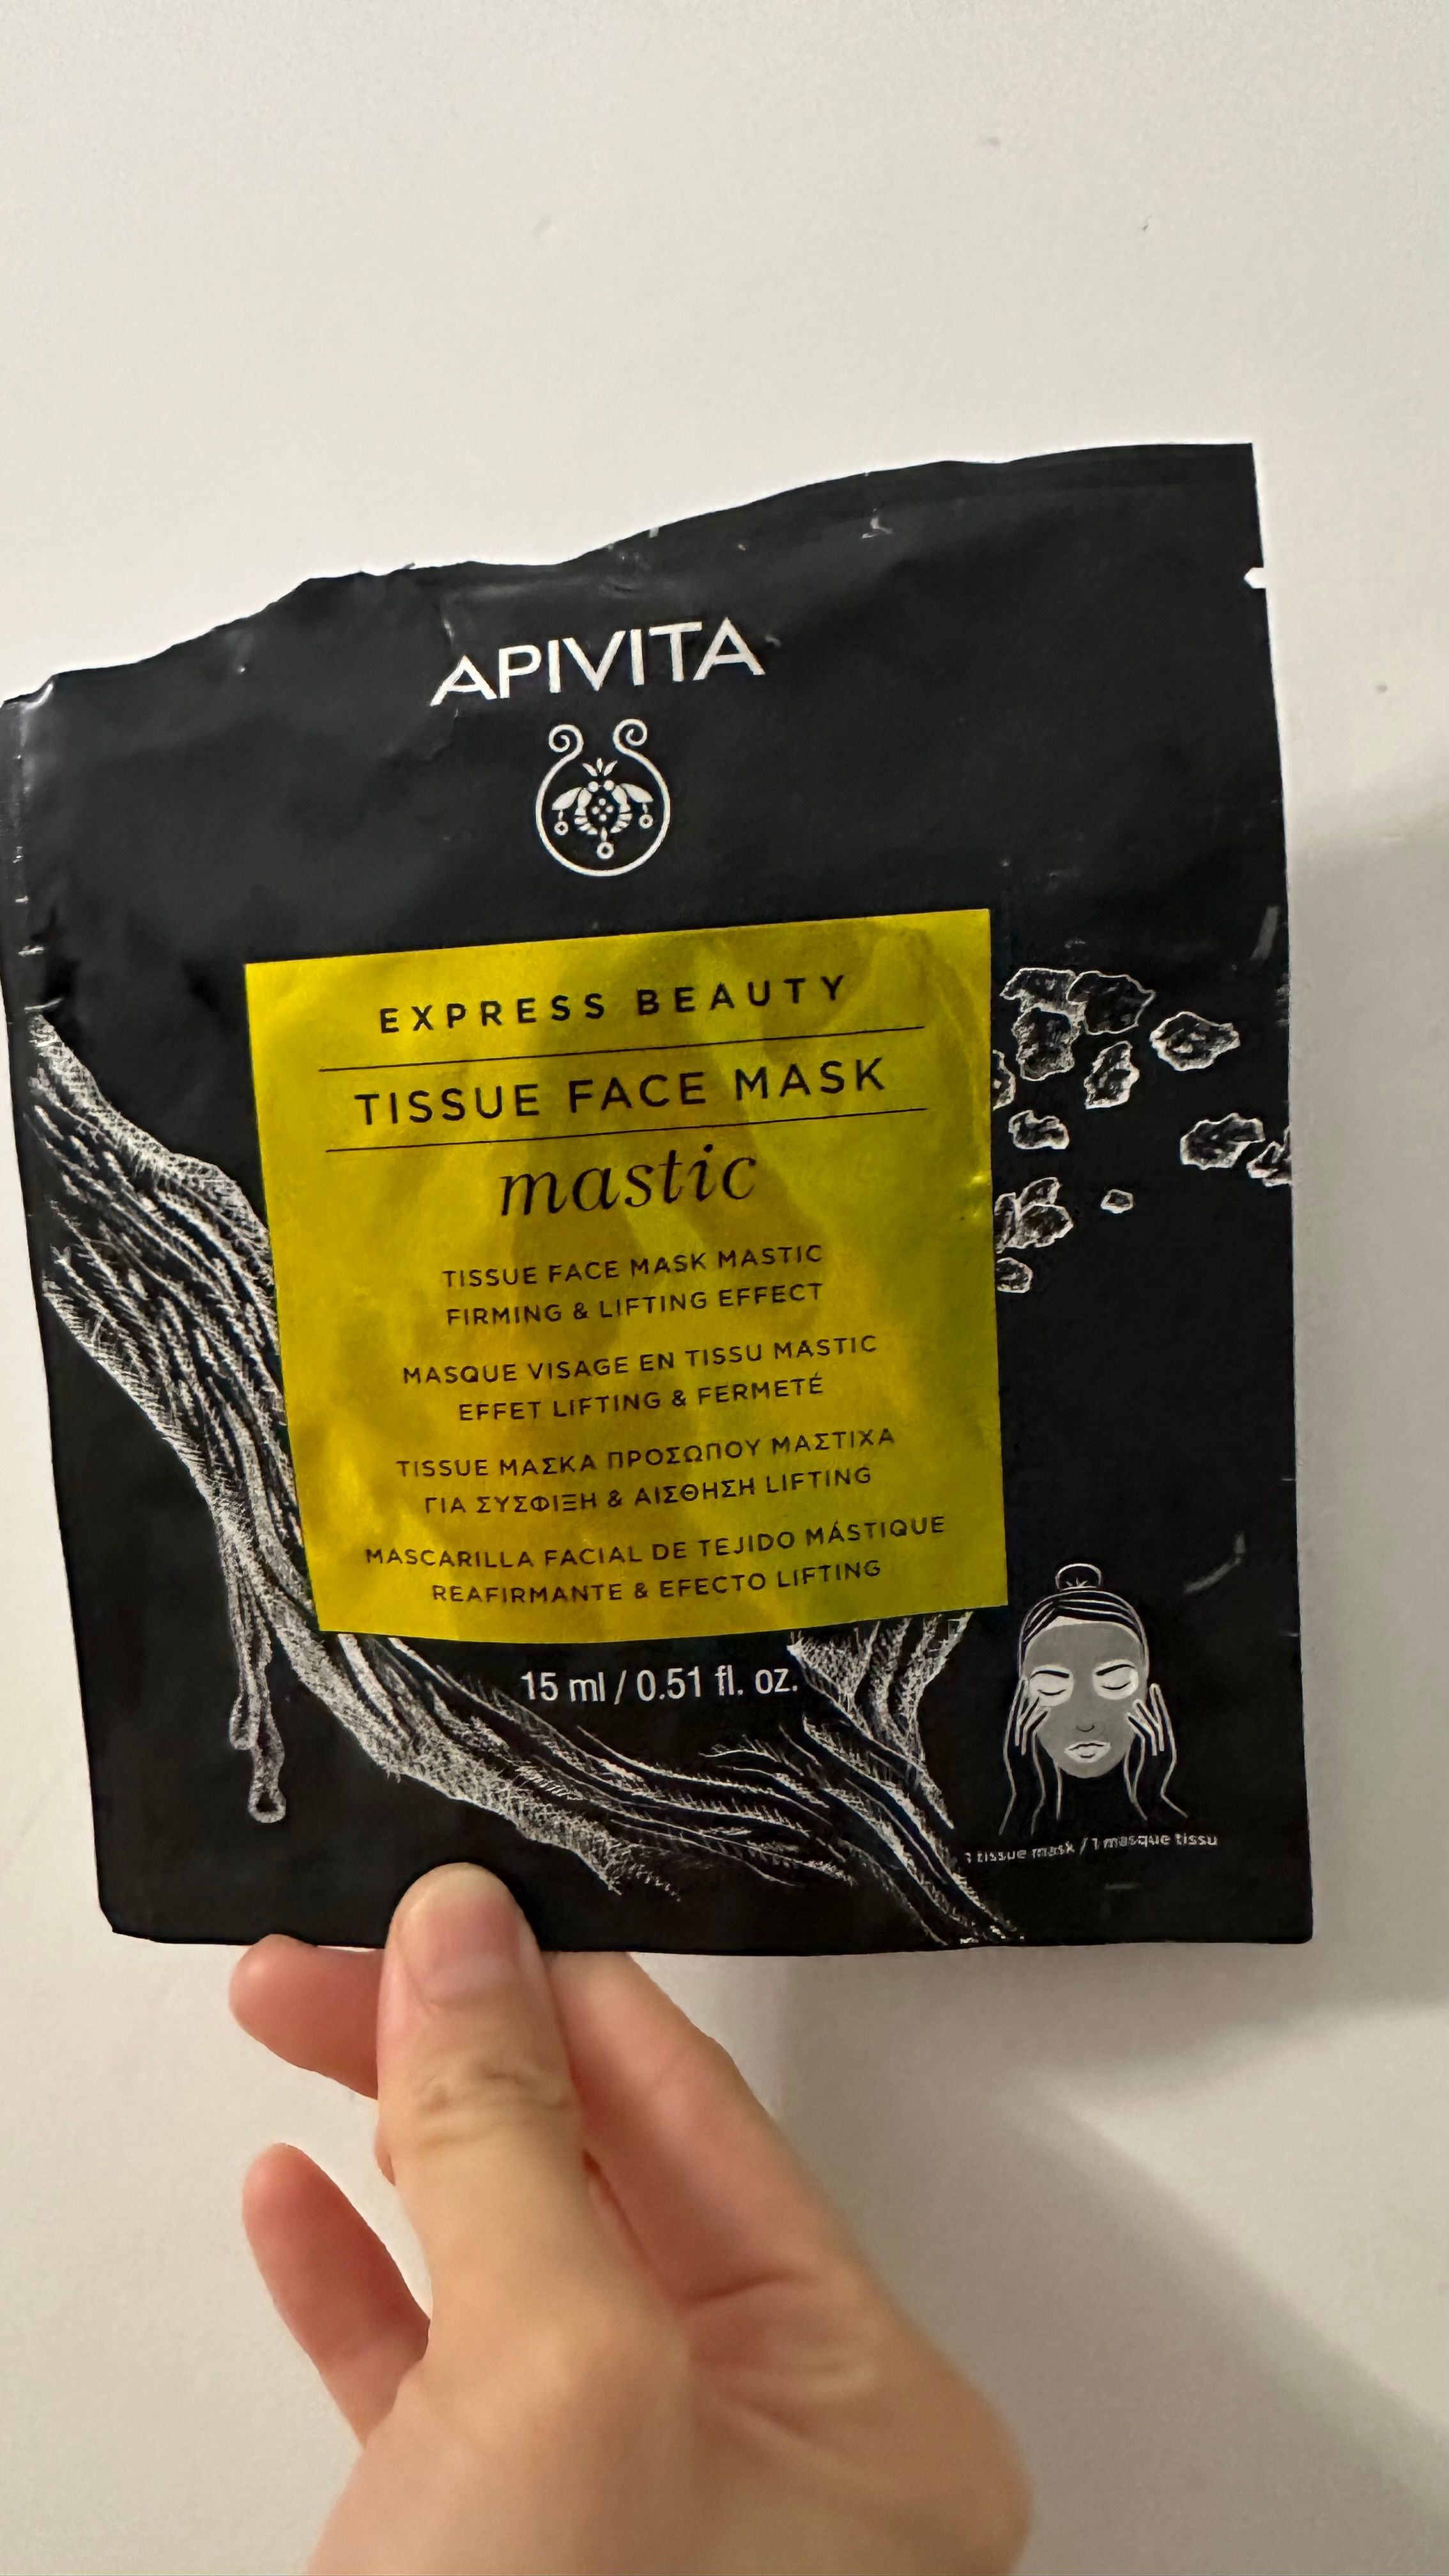 APIVITA
EXPRESS BEAUTY
TISSUE FACE MASK
mastic
TISSUE FACE MASK MASTIC
FIRMING & LIFTING EFFECT
MASQUE VISAGE EN TISSU MASTIC
EFFET LIFTING & FERMETÉ
TISSUE ΜΑΣΚΑ ΠΡΟΣΩΠΟΥ ΜΑΣΤΙΧΑ
ΓΙΑ ΣΥΣΦΙΞΗ & ΑΙΣΘΗΣΗ LIFTING
MASCARILLA FACIAL DE TEJIDO MÁSTIQUE
REAFIRMANTE & EFECTO LIFTING
15 ml / 0.51 fl. oz.
1 tissue mask / 1 masque tissu